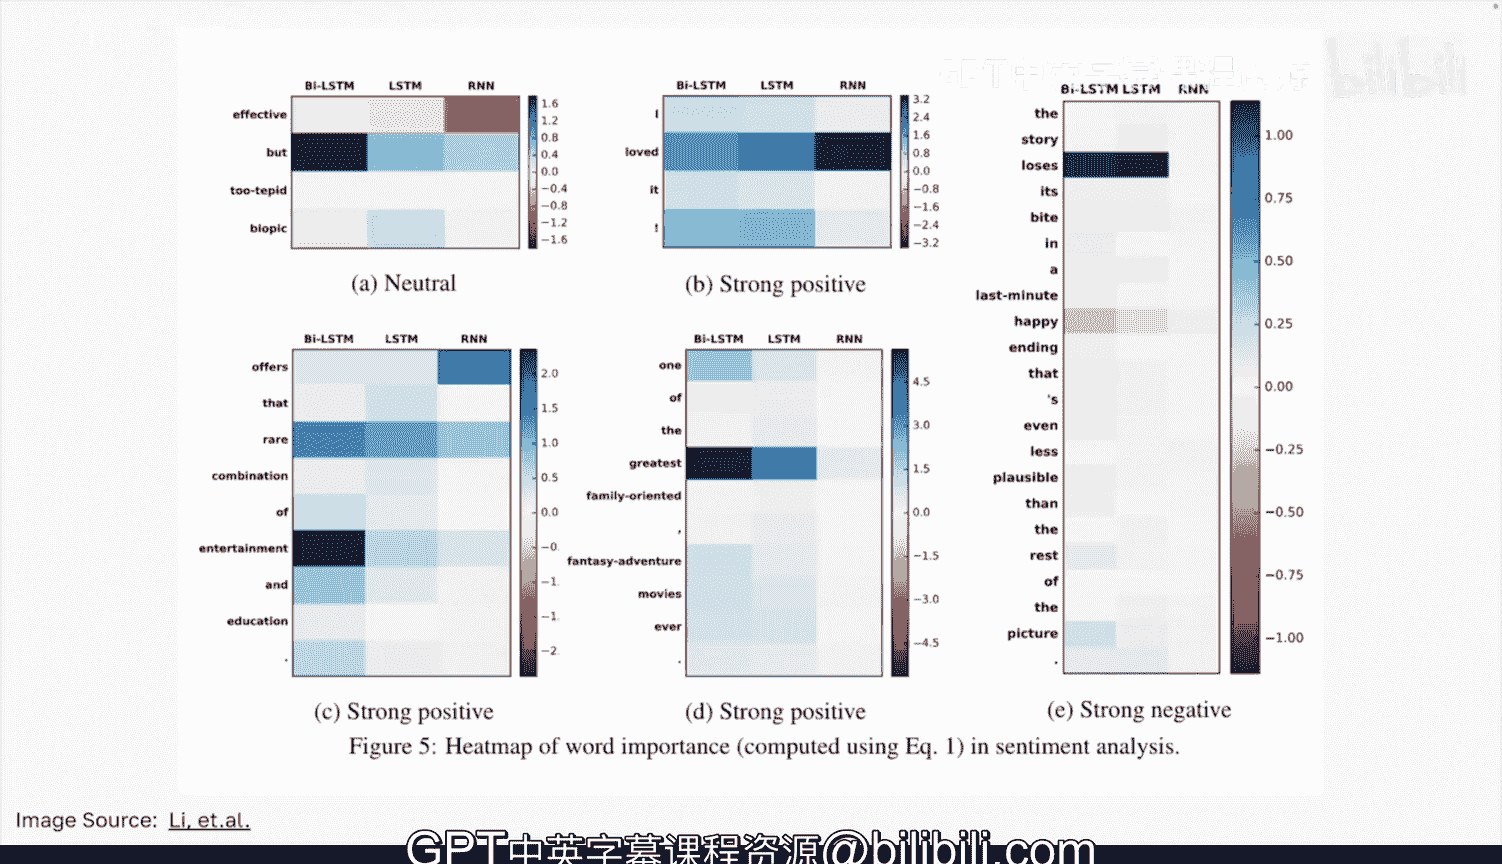 Bi-LSTM LSTM RNN
effective
but
too-tepid
biopic
1.6
1.2
0.8
0.4
0.0
−0.4
−0.8
−1.2
−1.6
(a) Neutral
Bi-LSTM LSTM RNN
I
loved
it
!
3.2
2.4
1.6
0.8
0.0
−0.8
−1.6
−2.4
−3.2
(b) Strong positive
Bi-LSTM LSTM RNN
offers
that
rare
combination
of
entertainment
and
education
.
2.0
1.5
1.0
0.5
0.0
−0.
−1.
−1.
−2.
(c) Strong positive
Bi-LSTM LSTM RNN
one
of
the
greatest
family-oriented
,
fantasy-adventure
movies
ever
.
4.5
3.0
1.5
0.0
−1.5
−3.0
−4.5
(d) Strong positive
Bi-LSTM LSTM RNN
the
story
loses
its
bite
in
a
last-minute
happy
ending
that
's
even
less
plausible
than
the
rest
of
the
picture
.
1.00
0.75
0.50
0.25
0.00
−0.25
−0.50
−0.75
−1.00
(e) Strong negative
Figure 5: Heatmap of word importance (computed using Eq. 1) in sentiment analysis.
Image Source: Li, et.al.
GPT中英字幕课程资源@bilibili.com